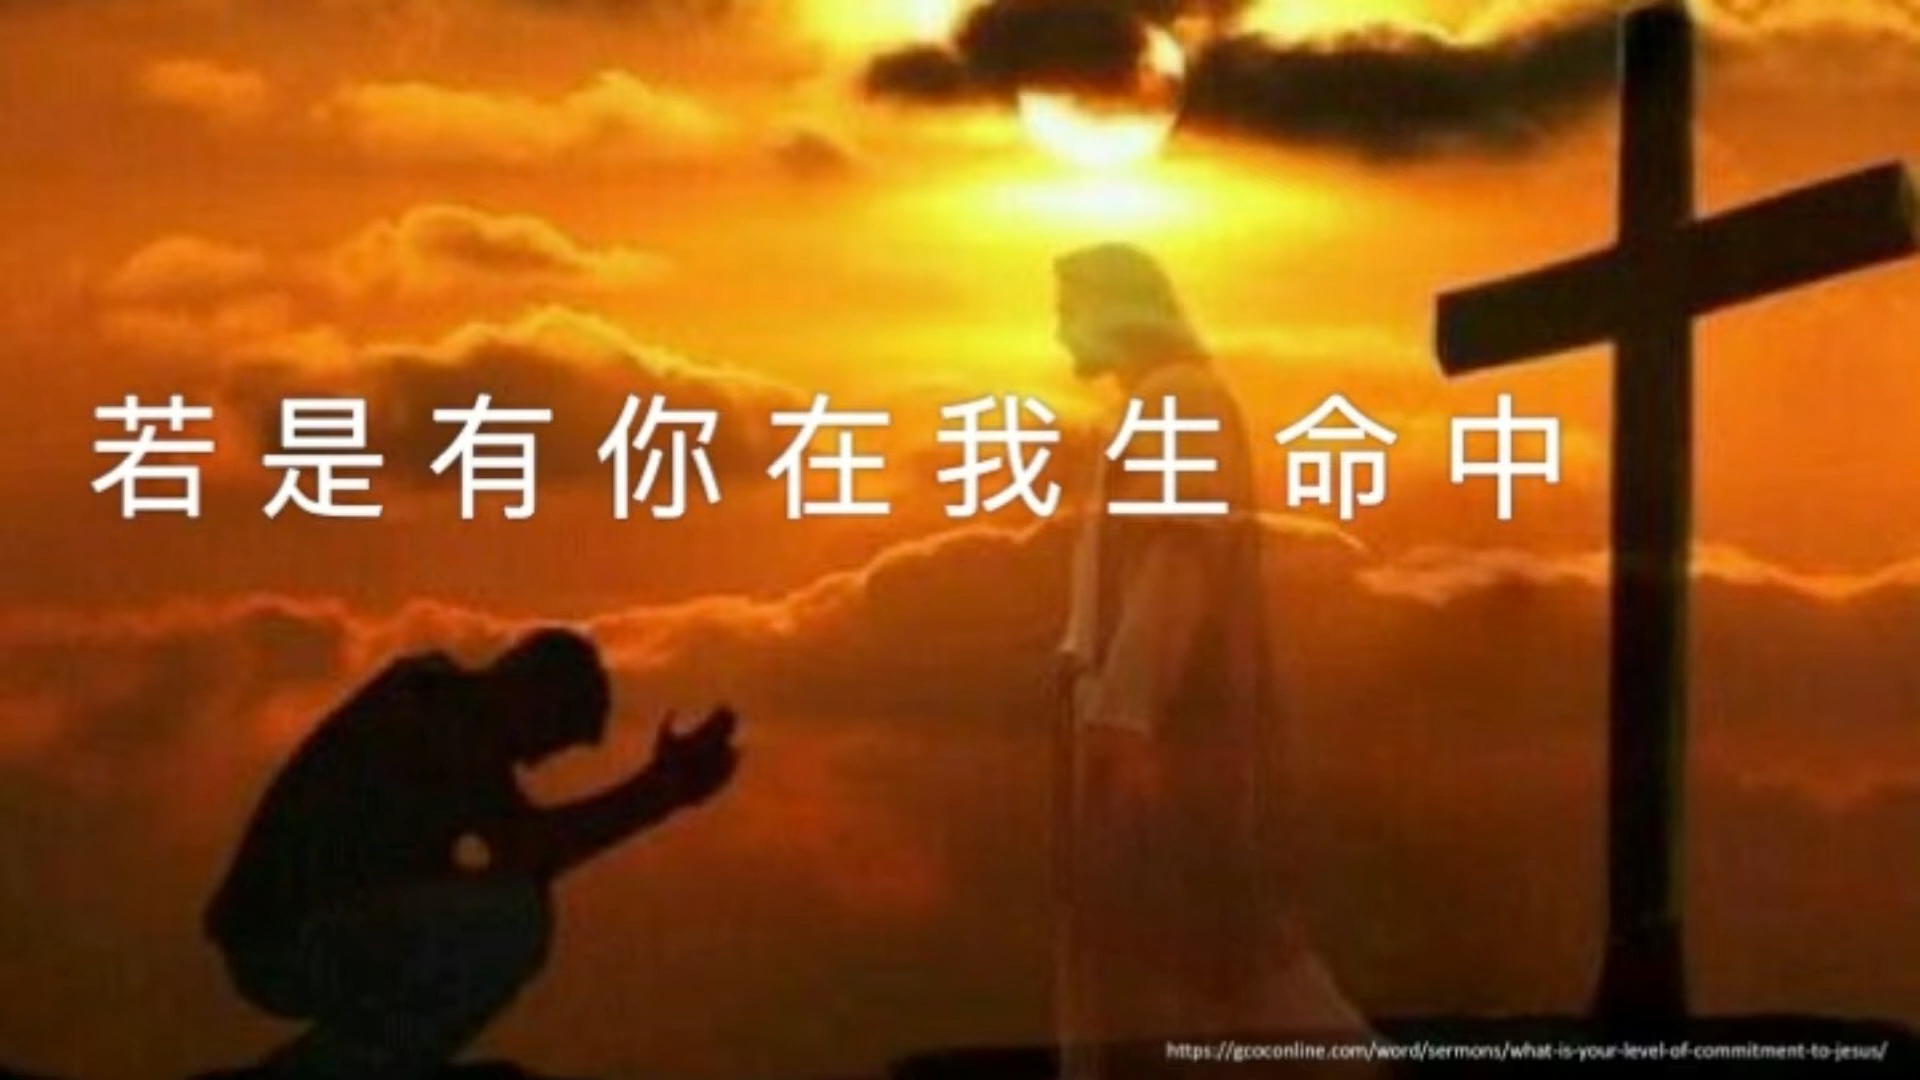 若是有你在我生命中
https://gcoconline.com/word/sermons/what-is-your-level-of-commitment-to-jesus/